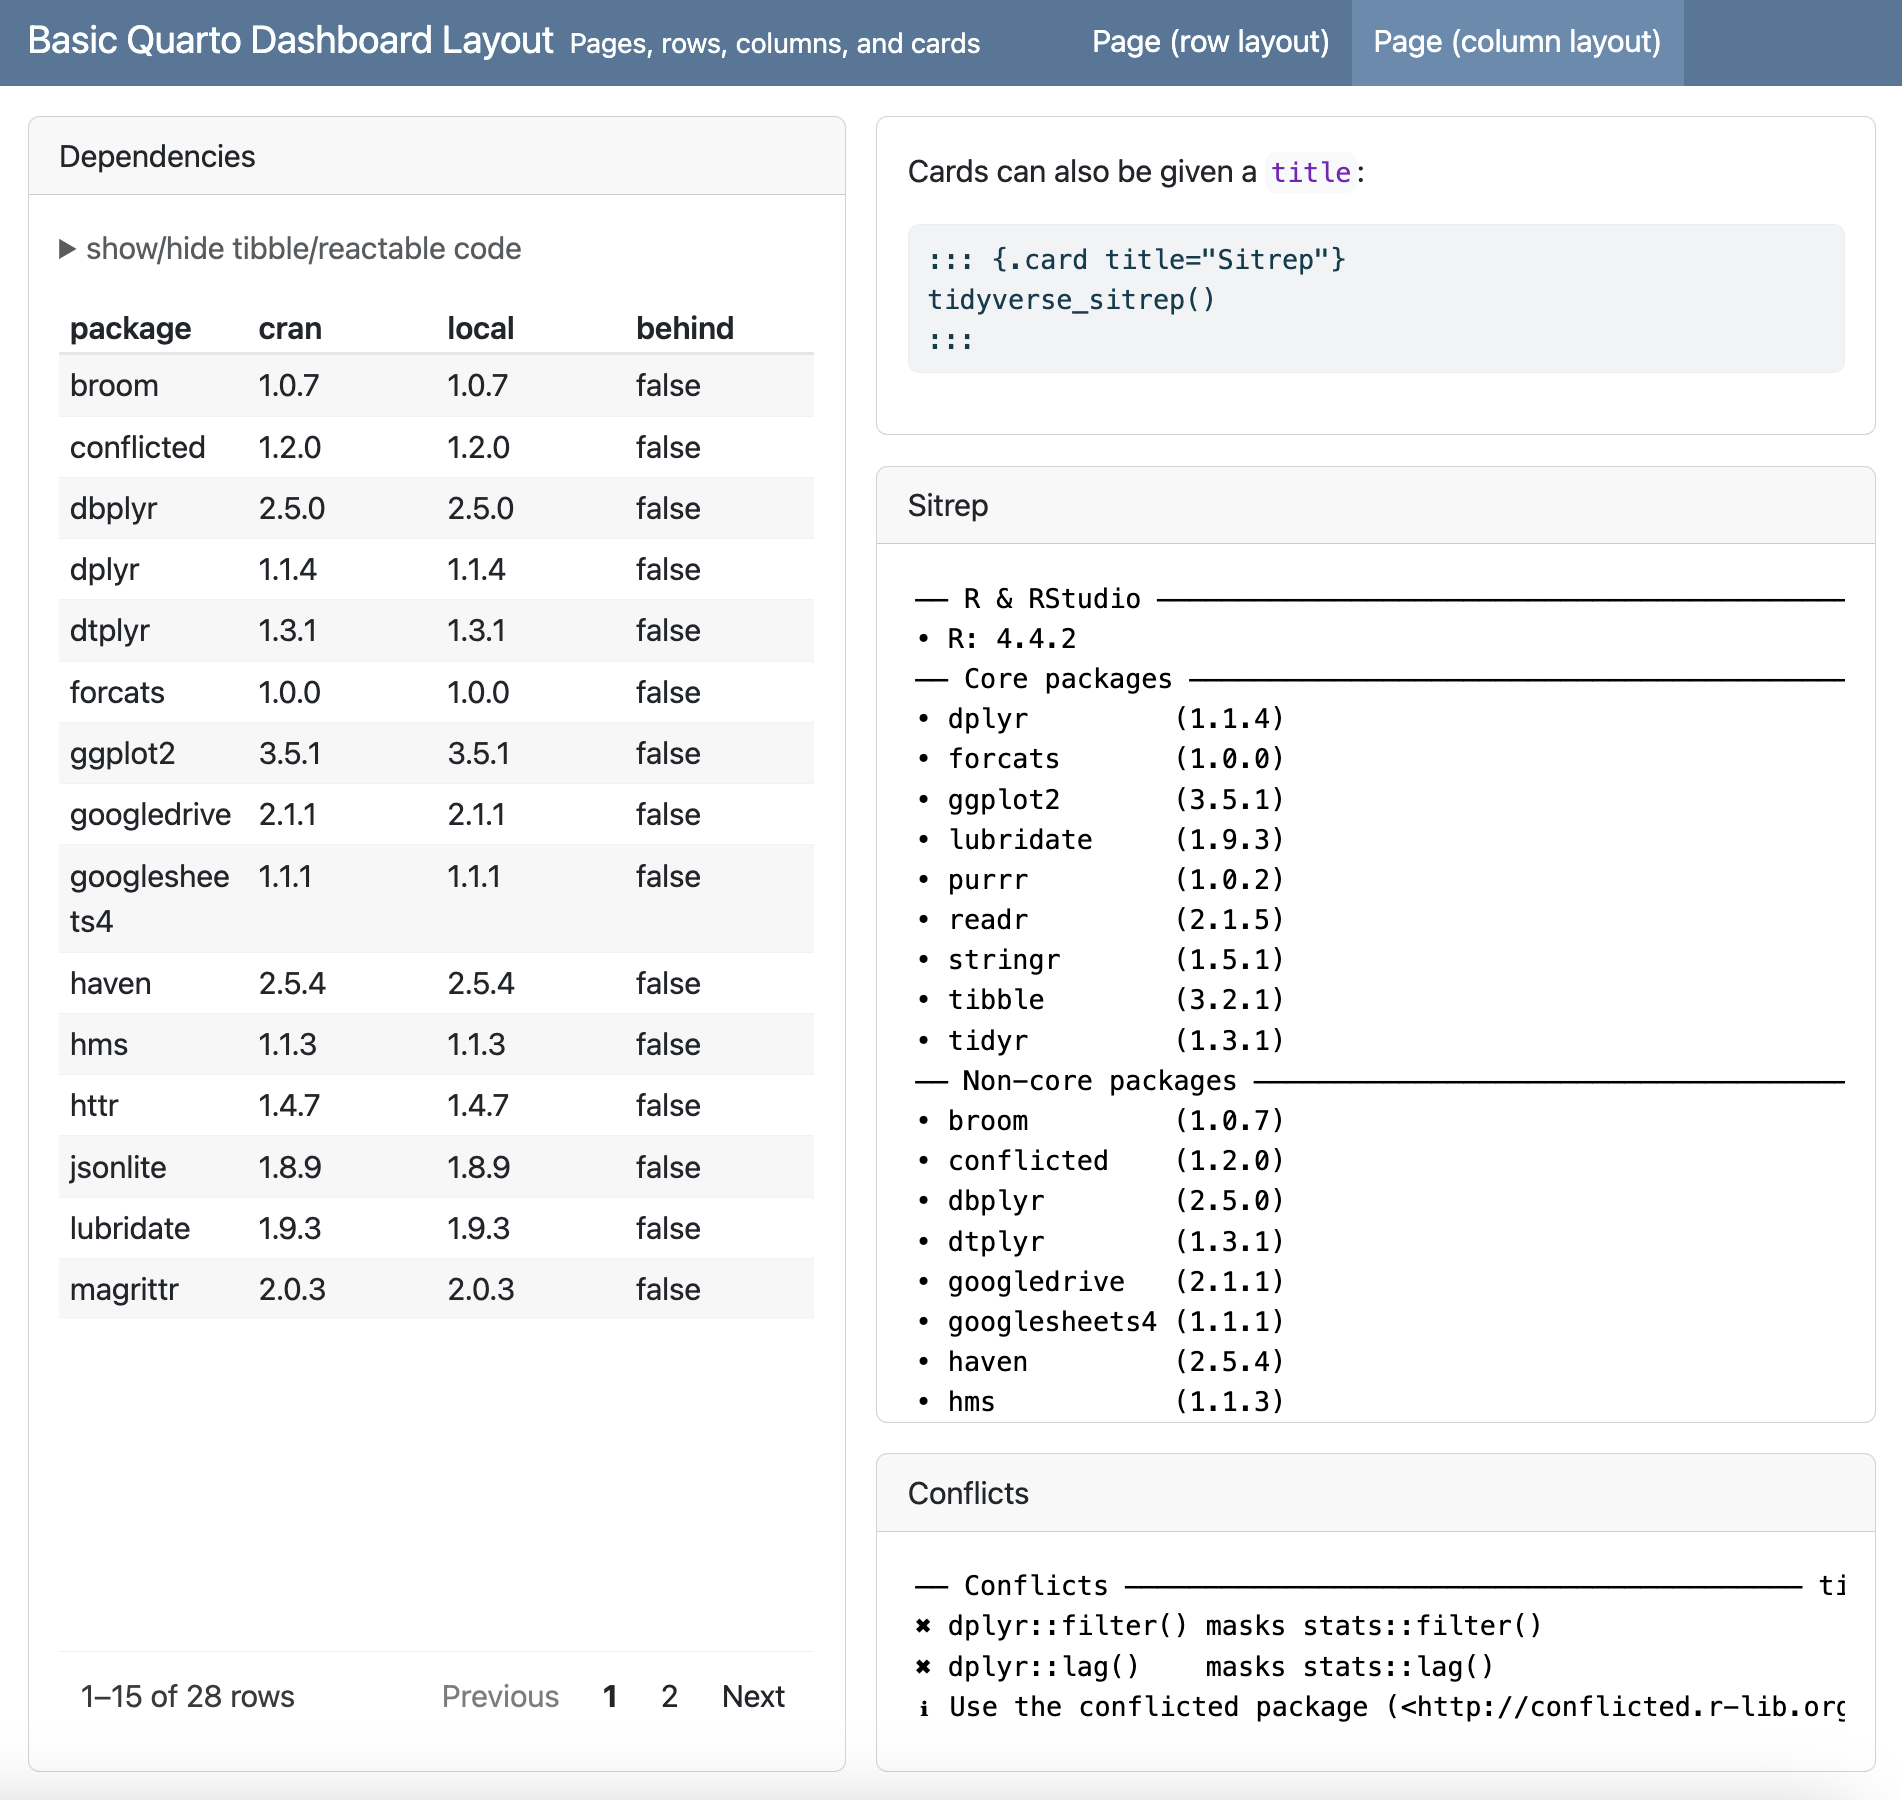 Basic Quarto Dashboard Layout Pages, rows, columns, and cards Page (row layout) Page (column layout)
Dependencies
▶ show/hide tibble/reactable code
package cran local behind
broom 1.0.7 1.0.7 false
conflicted 1.2.0 1.2.0 false
dbplyr 2.5.0 2.5.0 false
dplyr 1.1.4 1.1.4 false
dtplyr 1.3.1 1.3.1 false
forcats 1.0.0 1.0.0 false
ggplot2 3.5.1 3.5.1 false
googledrive 2.1.1 2.1.1 false
googleshee 1.1.1 1.1.1 false
ts4
haven 2.5.4 2.5.4 false
hms 1.1.3 1.1.3 false
httr 1.4.7 1.4.7 false
jsonlite 1.8.9 1.8.9 false
lubridate 1.9.3 1.9.3 false
magrittr 2.0.3 2.0.3 false
1–15 of 28 rows Previous 1 2 Next
Cards can also be given a title:
::: {.card title="Sitrep"}
tidyverse_sitrep()
:::
Sitrep
── R & RStudio ──────────
• R: 4.4.2
── Core packages ──────────
• dplyr (1.1.4)
• forcats (1.0.0)
• ggplot2 (3.5.1)
• lubridate (1.9.3)
• purrr (1.0.2)
• readr (2.1.5)
• stringr (1.5.1)
• tibble (3.2.1)
• tidyr (1.3.1)
── Non-core packages ──────────
• broom (1.0.7)
• conflicted (1.2.0)
• dbplyr (2.5.0)
• dtplyr (1.3.1)
• googledrive (2.1.1)
• googlesheets4 (1.1.1)
• haven (2.5.4)
• hms (1.1.3)
Conflicts
── Conflicts ────────── ti
✖ dplyr::filter() masks stats::filter()
✖ dplyr::lag() masks stats::lag()
ℹ Use the conflicted package (<http://conflicted.r-lib.org